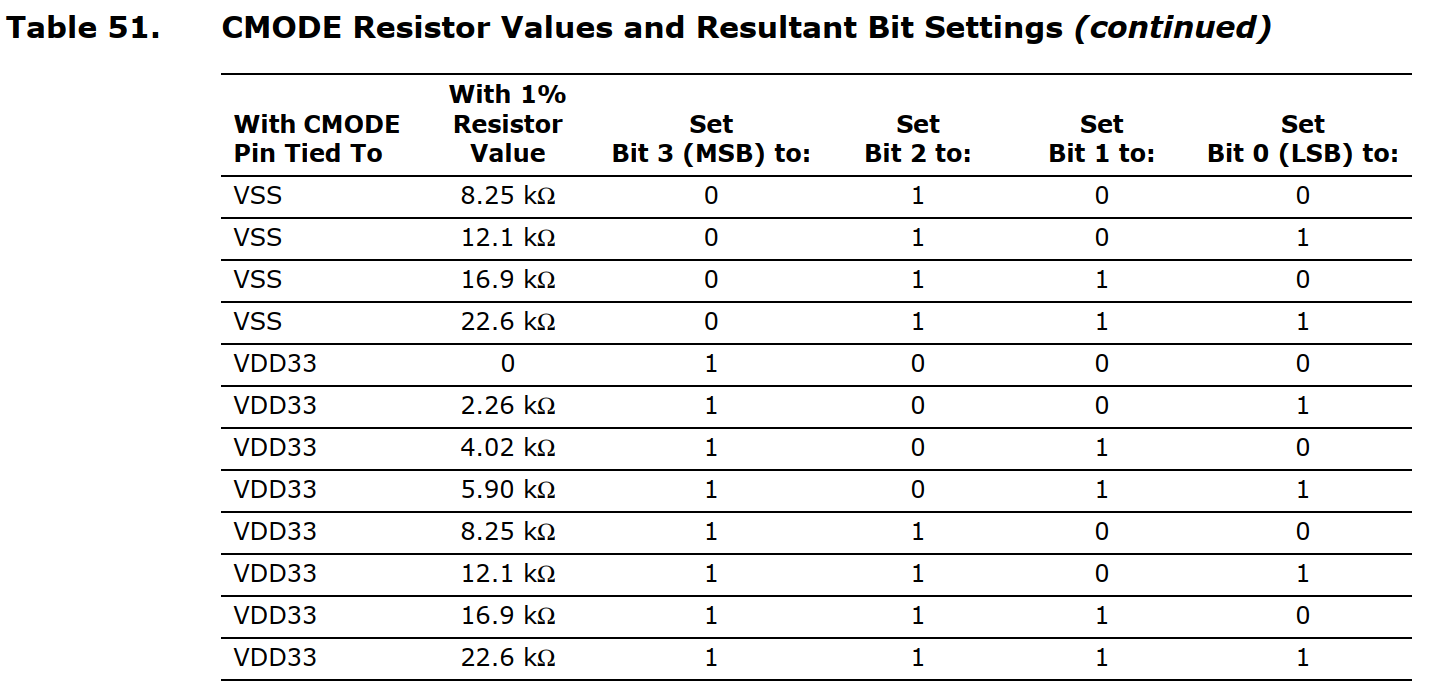 Table 51. CMODE Resistor Values and Resultant Bit Settings (continued)
With 1%
With CMODE Resistor Set Set Set Set
Pin Tied To Value Bit 3 (MSB) to: Bit 2 to: Bit 1 to: Bit 0 (LSB) to:
VSS 8.25 kΩ 0 1 0 0
VSS 12.1 kΩ 0 1 0 1
VSS 16.9 kΩ 0 1 1 0
VSS 22.6 kΩ 0 1 1 1
VDD33 0 1 0 0 0
VDD33 2.26 kΩ 1 0 0 1
VDD33 4.02 kΩ 1 0 1 0
VDD33 5.90 kΩ 1 0 1 1
VDD33 8.25 kΩ 1 1 0 0
VDD33 12.1 kΩ 1 1 0 1
VDD33 16.9 kΩ 1 1 1 0
VDD33 22.6 kΩ 1 1 1 1